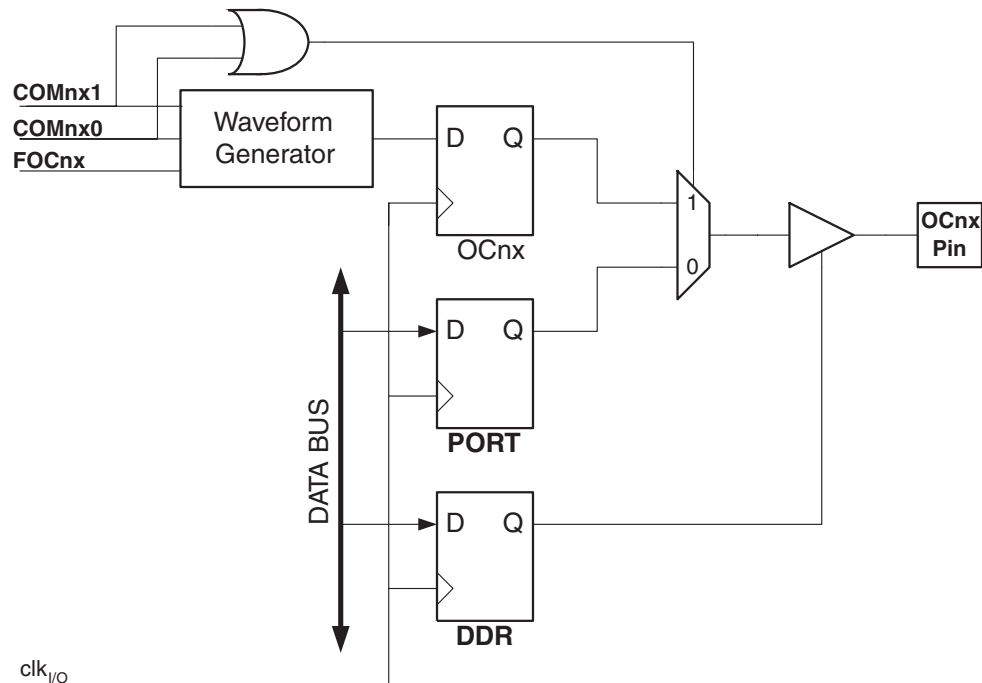 COMnx1
COMnx0
FOCnx
Waveform
Generator
D Q
OCnx
1
0
OCnx
Pin
DATA BUS
D Q
PORT
D Q
DDR
clkI/O